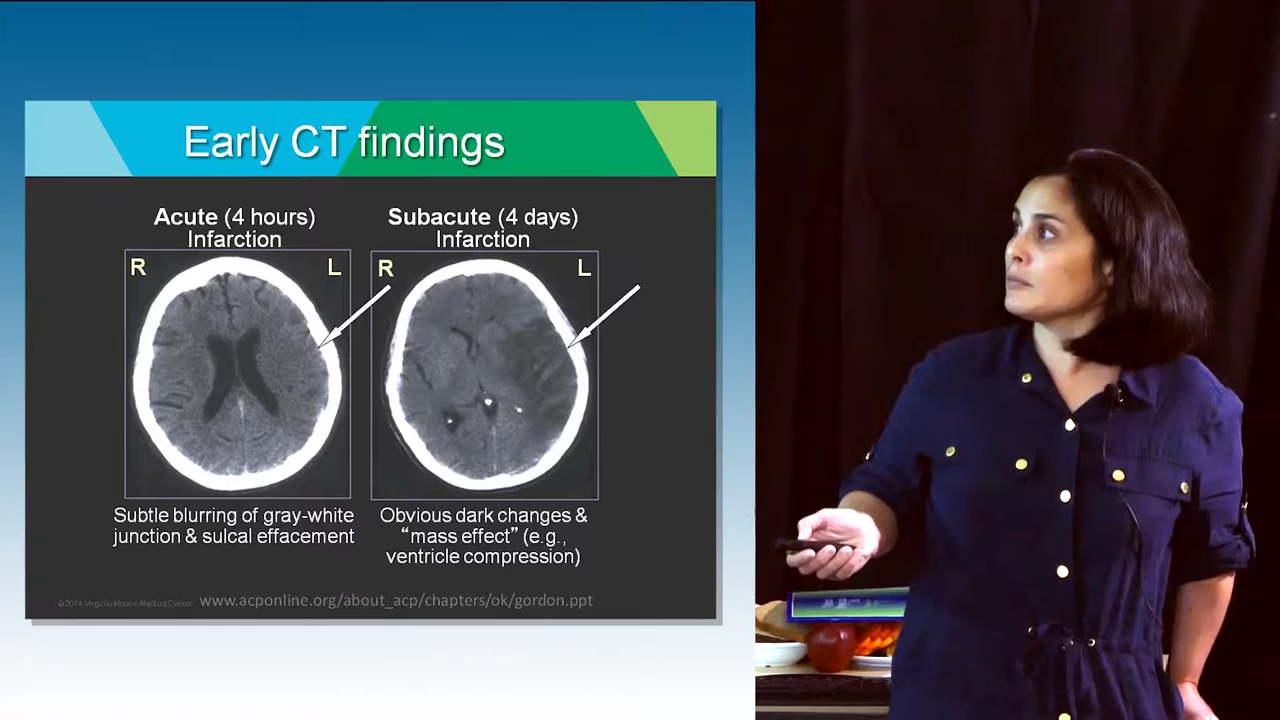 Early CT findings
Acute (4 hours)
Infarction
Subacute (4 days)
Infarction
R
L
R
L
Subtle blurring of gray-white
junction & sulcal effacement
Obvious dark changes &
“mass effect” (e.g.,
ventricle compression)
©2014 Virginia Mason Medical Center
www.acponline.org/about_acp/chapters/ok/gordon.ppt